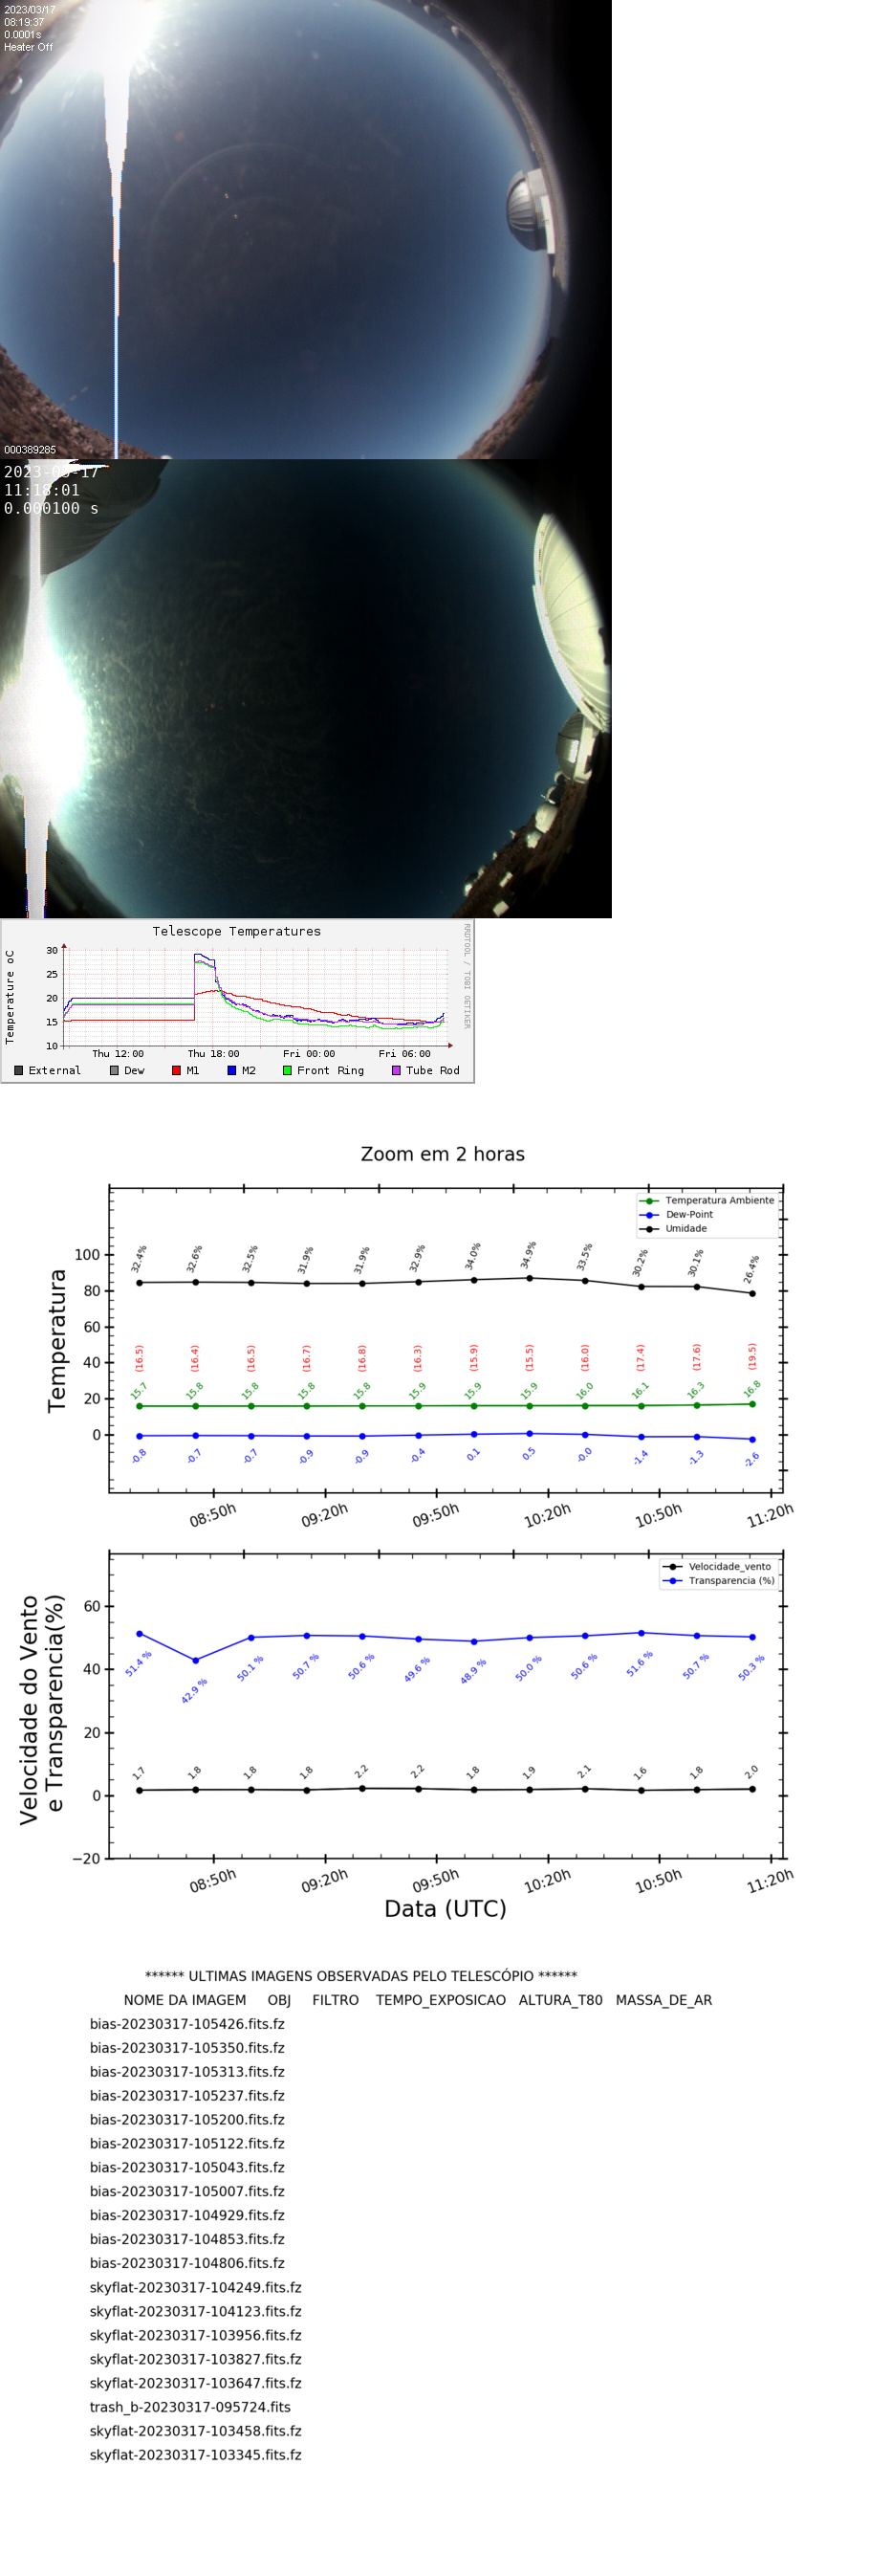 2023/03/17
08:19:37
0.0001s
Heater Off
000389285
2023-03-17
11:18:01
0.000100 s
Telescope Temperatures
Temperature oC
RRDTOOL / TOBI OETIKER
30
25
20
15
10
Thu 12:00 Thu 18:00 Fri 00:00 Fri 06:00
External Dew M1 M2 Front Ring Tube Rod
Zoom em 2 horas
Temperatura Ambiente
Dew-Point
Umidade
Temperatura
100
80
60
40
20
0
32.4% 32.6% 32.5% 31.9% 31.9% 32.9% 34.0% 34.9% 33.5% 30.2% 30.1% 26.4%
(16.5) (16.4) (16.5) (16.7) (16.8) (16.3) (15.9) (15.5) (16.0) (17.4) (17.6) (19.5)
15.7 15.8 15.8 15.8 15.8 15.9 15.9 15.9 16.0 16.1 16.3 16.8
-0.8 -0.7 -0.7 -0.9 -0.9 -0.4 0.1 0.5 -0.0 -1.4 -1.3 -2.6
08:50h 09:20h 09:50h 10:20h 10:50h 11:20h
Velocidade_vento
Transparencia (%)
Velocidade do Vento
e Transparencia(%)
60
40
20
0
−20
51.4 % 42.9 % 50.1 % 50.7 % 50.6 % 49.6 % 48.9 % 50.0 % 50.6 % 51.6 % 50.7 % 50.3 %
1.7 1.8 1.8 1.8 2.2 2.2 1.8 1.9 2.1 1.6 1.8 2.0
08:50h 09:20h 09:50h 10:20h 10:50h 11:20h
Data (UTC)
****** ULTIMAS IMAGENS OBSERVADAS PELO TELESCÓPIO ******
NOME DA IMAGEM OBJ FILTRO TEMPO_EXPOSICAO ALTURA_T80 MASSA_DE_AR
bias-20230317-105426.fits.fz
bias-20230317-105350.fits.fz
bias-20230317-105313.fits.fz
bias-20230317-105237.fits.fz
bias-20230317-105200.fits.fz
bias-20230317-105122.fits.fz
bias-20230317-105043.fits.fz
bias-20230317-105007.fits.fz
bias-20230317-104929.fits.fz
bias-20230317-104853.fits.fz
bias-20230317-104806.fits.fz
skyflat-20230317-104249.fits.fz
skyflat-20230317-104123.fits.fz
skyflat-20230317-103956.fits.fz
skyflat-20230317-103827.fits.fz
skyflat-20230317-103647.fits.fz
trash_b-20230317-095724.fits
skyflat-20230317-103458.fits.fz
skyflat-20230317-103345.fits.fz